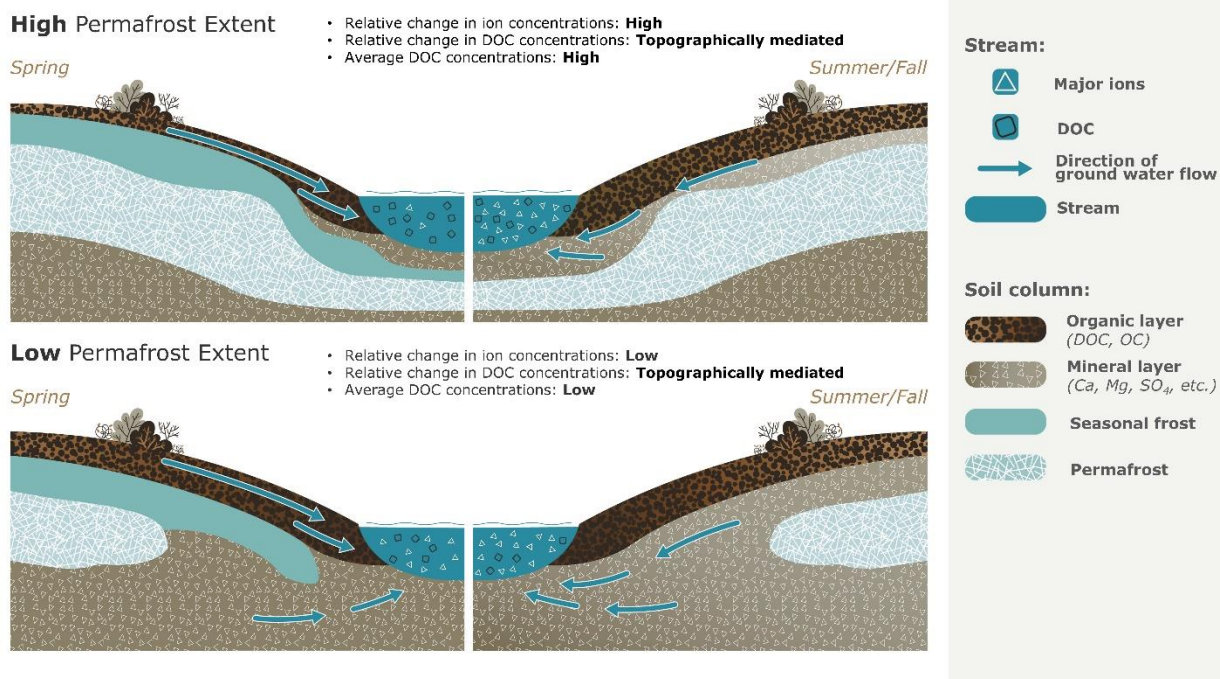 High Permafrost Extent
• Relative change in ion concentrations: High
• Relative change in DOC concentrations: Topographically mediated
• Average DOC concentrations: High
Spring
Summer/Fall
Low Permafrost Extent
• Relative change in ion concentrations: Low
• Relative change in DOC concentrations: Topographically mediated
• Average DOC concentrations: Low
Spring
Summer/Fall
Stream:
Major ions
DOC
Direction of
ground water flow
Stream
Soil column:
Organic layer
(DOC, OC)
Mineral layer
(Ca, Mg, SO₄, etc.)
Seasonal frost
Permafrost